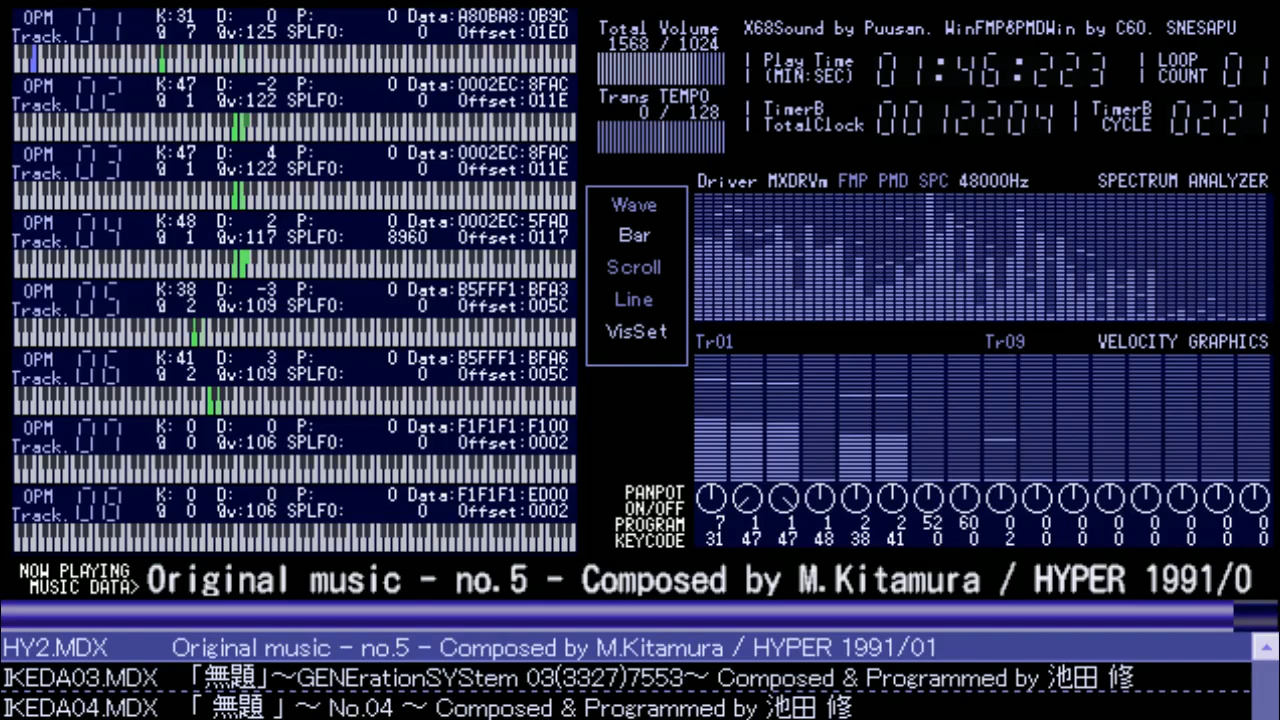 OPM K:31 D: 0 P: 0 Data:A80BA8:0B9C
Track. 01 @ 7 @v:125 SPLFO: 0 Offset:01ED
OPM K:47 D: -2 P: 0 Data:0002EC:8FAC
Track. 02 @ 1 @v:122 SPLFO: 0 Offset:011E
OPM K:47 D: 4 P: 0 Data:0002EC:8FAC
Track. 03 @ 1 @v:122 SPLFO: 0 Offset:011E
OPM K:48 D: 2 P: 0 Data:0002EC:5FAD
Track. 04 @ 1 @v:117 SPLFO: 8960 Offset:0117
OPM K:38 D: -3 P: 0 Data:B5FFF1:BFA3
Track. 05 @ 2 @v:109 SPLFO: 0 Offset:005C
OPM K:41 D: 3 P: 0 Data:B5FFF1:BFA6
Track. 06 @ 2 @v:109 SPLFO: 0 Offset:005C
OPM K: 0 D: 0 P: 0 Data:F1F1F1:F100
Track. 07 @ 0 @v:106 SPLFO: 0 Offset:0002
OPM K: 0 D: 0 P: 0 Data:F1F1F1:ED00
Track. 08 @ 0 @v:106 SPLFO: 0 Offset:0002
Total Volume
1568 / 1024
Trans TEMPO
0 / 128
X68Sound by Puusan. WinFMP&PMDWin by C60. SNESAPU
Play Time (MIN:SEC) 01:46:223 LOOP COUNT 01
TimerB TotalClock 0012204 TimerB CYCLE 0221
Wave
Bar
Scroll
Line
VisSet
Driver MXDRVm FMP PMD SPC 48000Hz SPECTRUM ANALYZER
Tr01 Tr09 VELOCITY GRAPHICS
PANPOT
ON/OFF
PROGRAM 7 1 1 1 2 2 52 60 0 0 0 0 0 0 0 0
KEYCODE 31 47 47 48 38 41 0 0 2 0 0 0 0 0 0 0
NOW PLAYING MUSIC DATA> Original music - no.5 - Composed by M.Kitamura / HYPER 1991/0
HY2.MDX Original music - no.5 - Composed by M.Kitamura / HYPER 1991/01
IKEDA03.MDX 「無題」～GENErationSYStem 03(3327)7553～ Composed & Programmed by 池田 修
IKEDA04.MDX 「 無題 」 ～ No.04 ～ Composed & Programmed by 池田 修